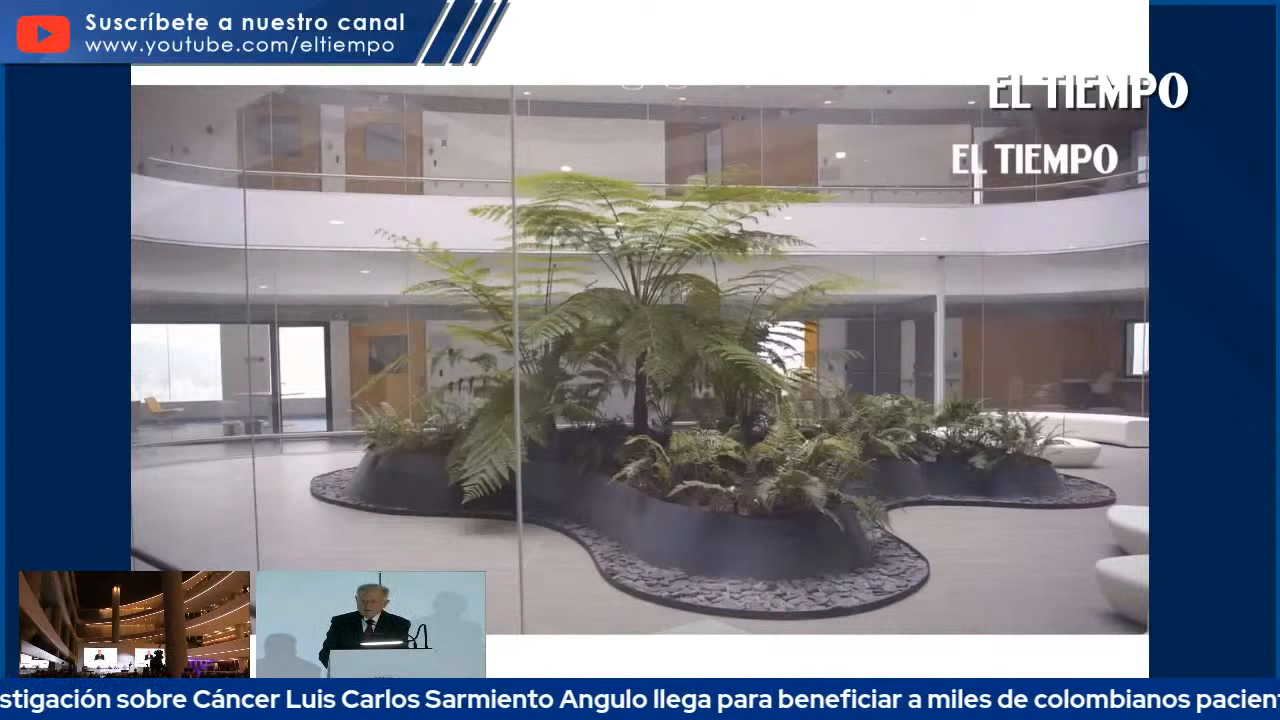 Suscríbete a nuestro canal
www.youtube.com/eltiempo
EL TIEMPO
EL TIEMPO
stigación sobre Cáncer Luis Carlos Sarmiento Angulo llega para beneficiar a miles de colombianos pacien